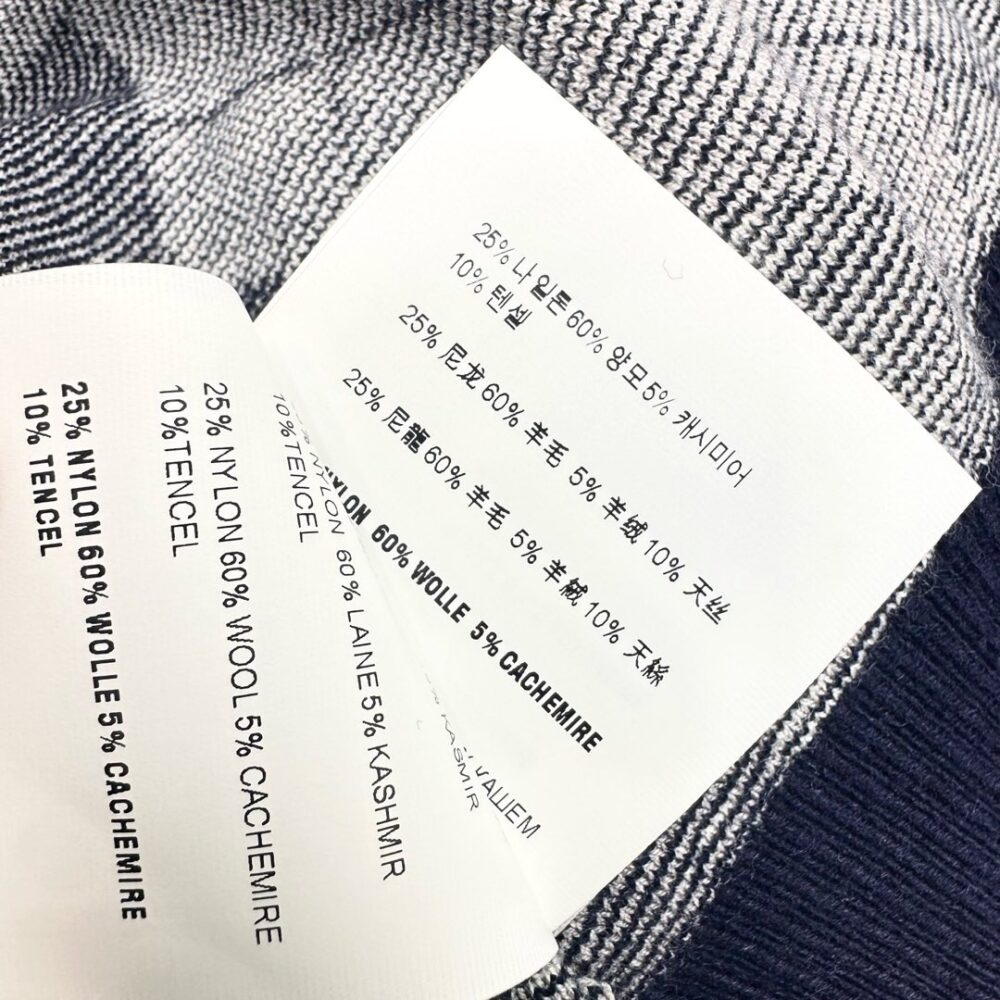 25% 나일론 60% 양모 5% 캐시미어
10% 텐셀
25% 尼龙 60% 羊毛 5% 羊绒 10% 天丝
25% 尼龍 60% 羊毛 5% 羊絨 10% 天絲
60% WOLLE 5% CACHEMIRE
КАШЕМ
KASMIR
NYLON 60% LAINE 5% KASHMIR
10%TENCEL
25% NYLON 60% WOOL 5% CACHEMIRE
10%TENCEL
25% NYLON 60% WOLLE 5% CACHEMIRE
10% TENCEL